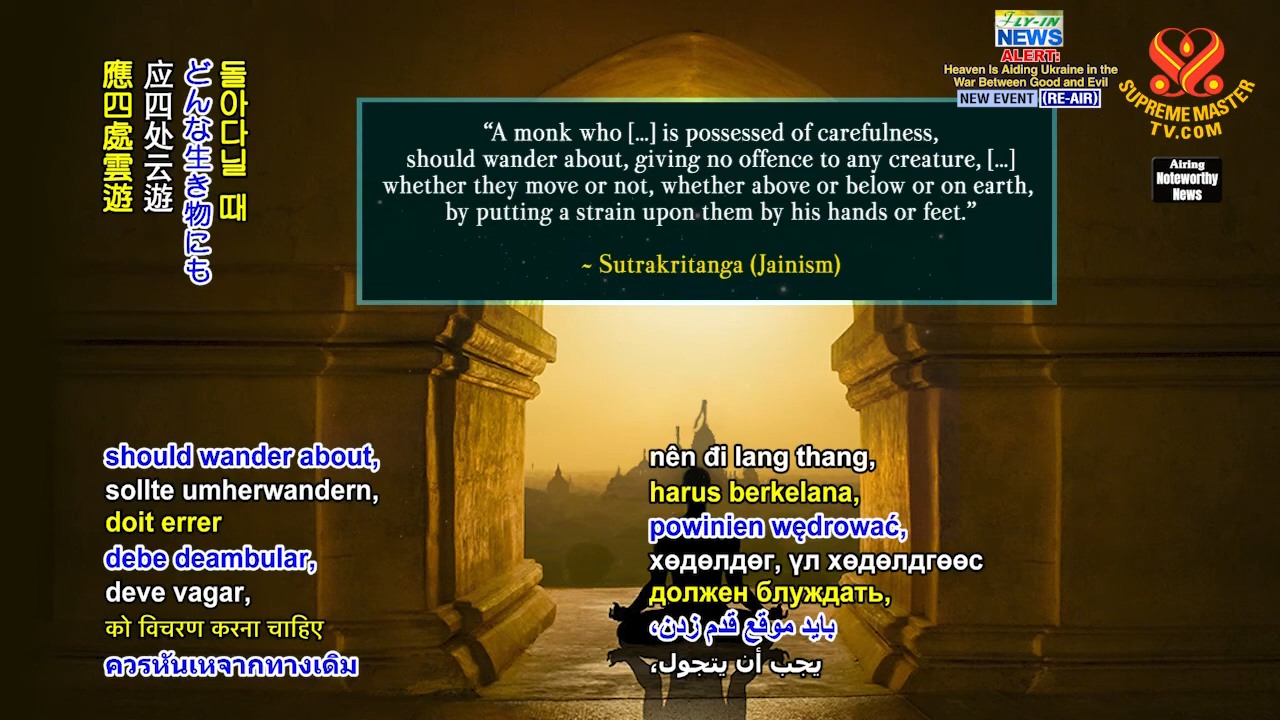 FLY-IN
NEWS
ALERT:
Heaven Is Aiding Ukraine in the
War Between Good and Evil
NEW EVENT (RE-AIR)
SUPREME MASTER
TV.COM
Airing
Noteworthy
News
돌아다닐 때
どんな生き物にも
应四处云遊
應四處雲遊
“A monk who [...] is possessed of carefulness,
should wander about, giving no offence to any creature, [...]
whether they move or not, whether above or below or on earth,
by putting a strain upon them by his hands or feet.”
~ Sutrakritanga (Jainism)
should wander about,
sollte umherwandern,
doit errer
debe deambular,
deve vagar,
को विचरण करना चाहिए
ควรหันเหจากทางเดิม
nên đi lang thang,
harus berkelana,
powinien wędrować,
хөдөлдөг, үл хөдөлдгөөс
должен блуждать,
باید موقع قدم زدن،
يجب أن يتجول،